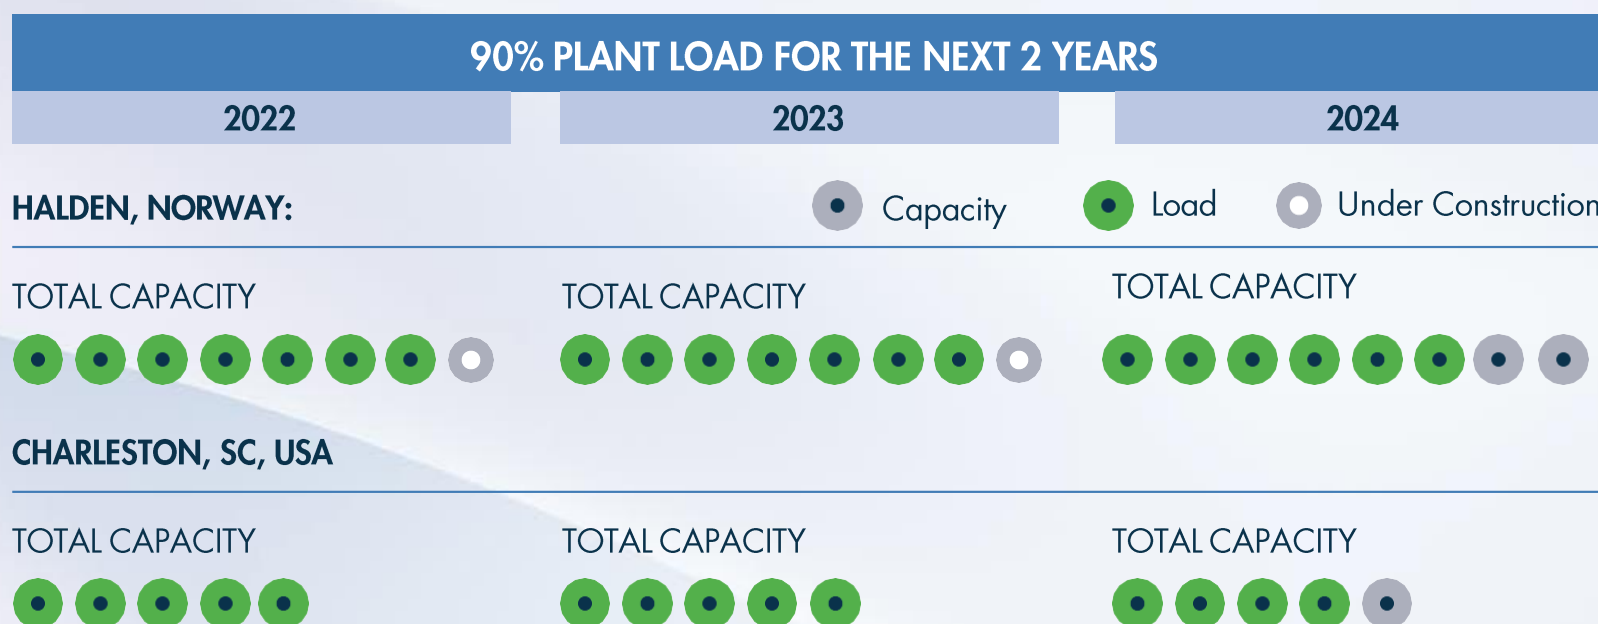 90% PLANT LOAD FOR THE NEXT 2 YEARS
2022 2023 2024
HALDEN, NORWAY: Capacity Load Under Construction
TOTAL CAPACITY TOTAL CAPACITY TOTAL CAPACITY
CHARLESTON, SC, USA
TOTAL CAPACITY TOTAL CAPACITY TOTAL CAPACITY